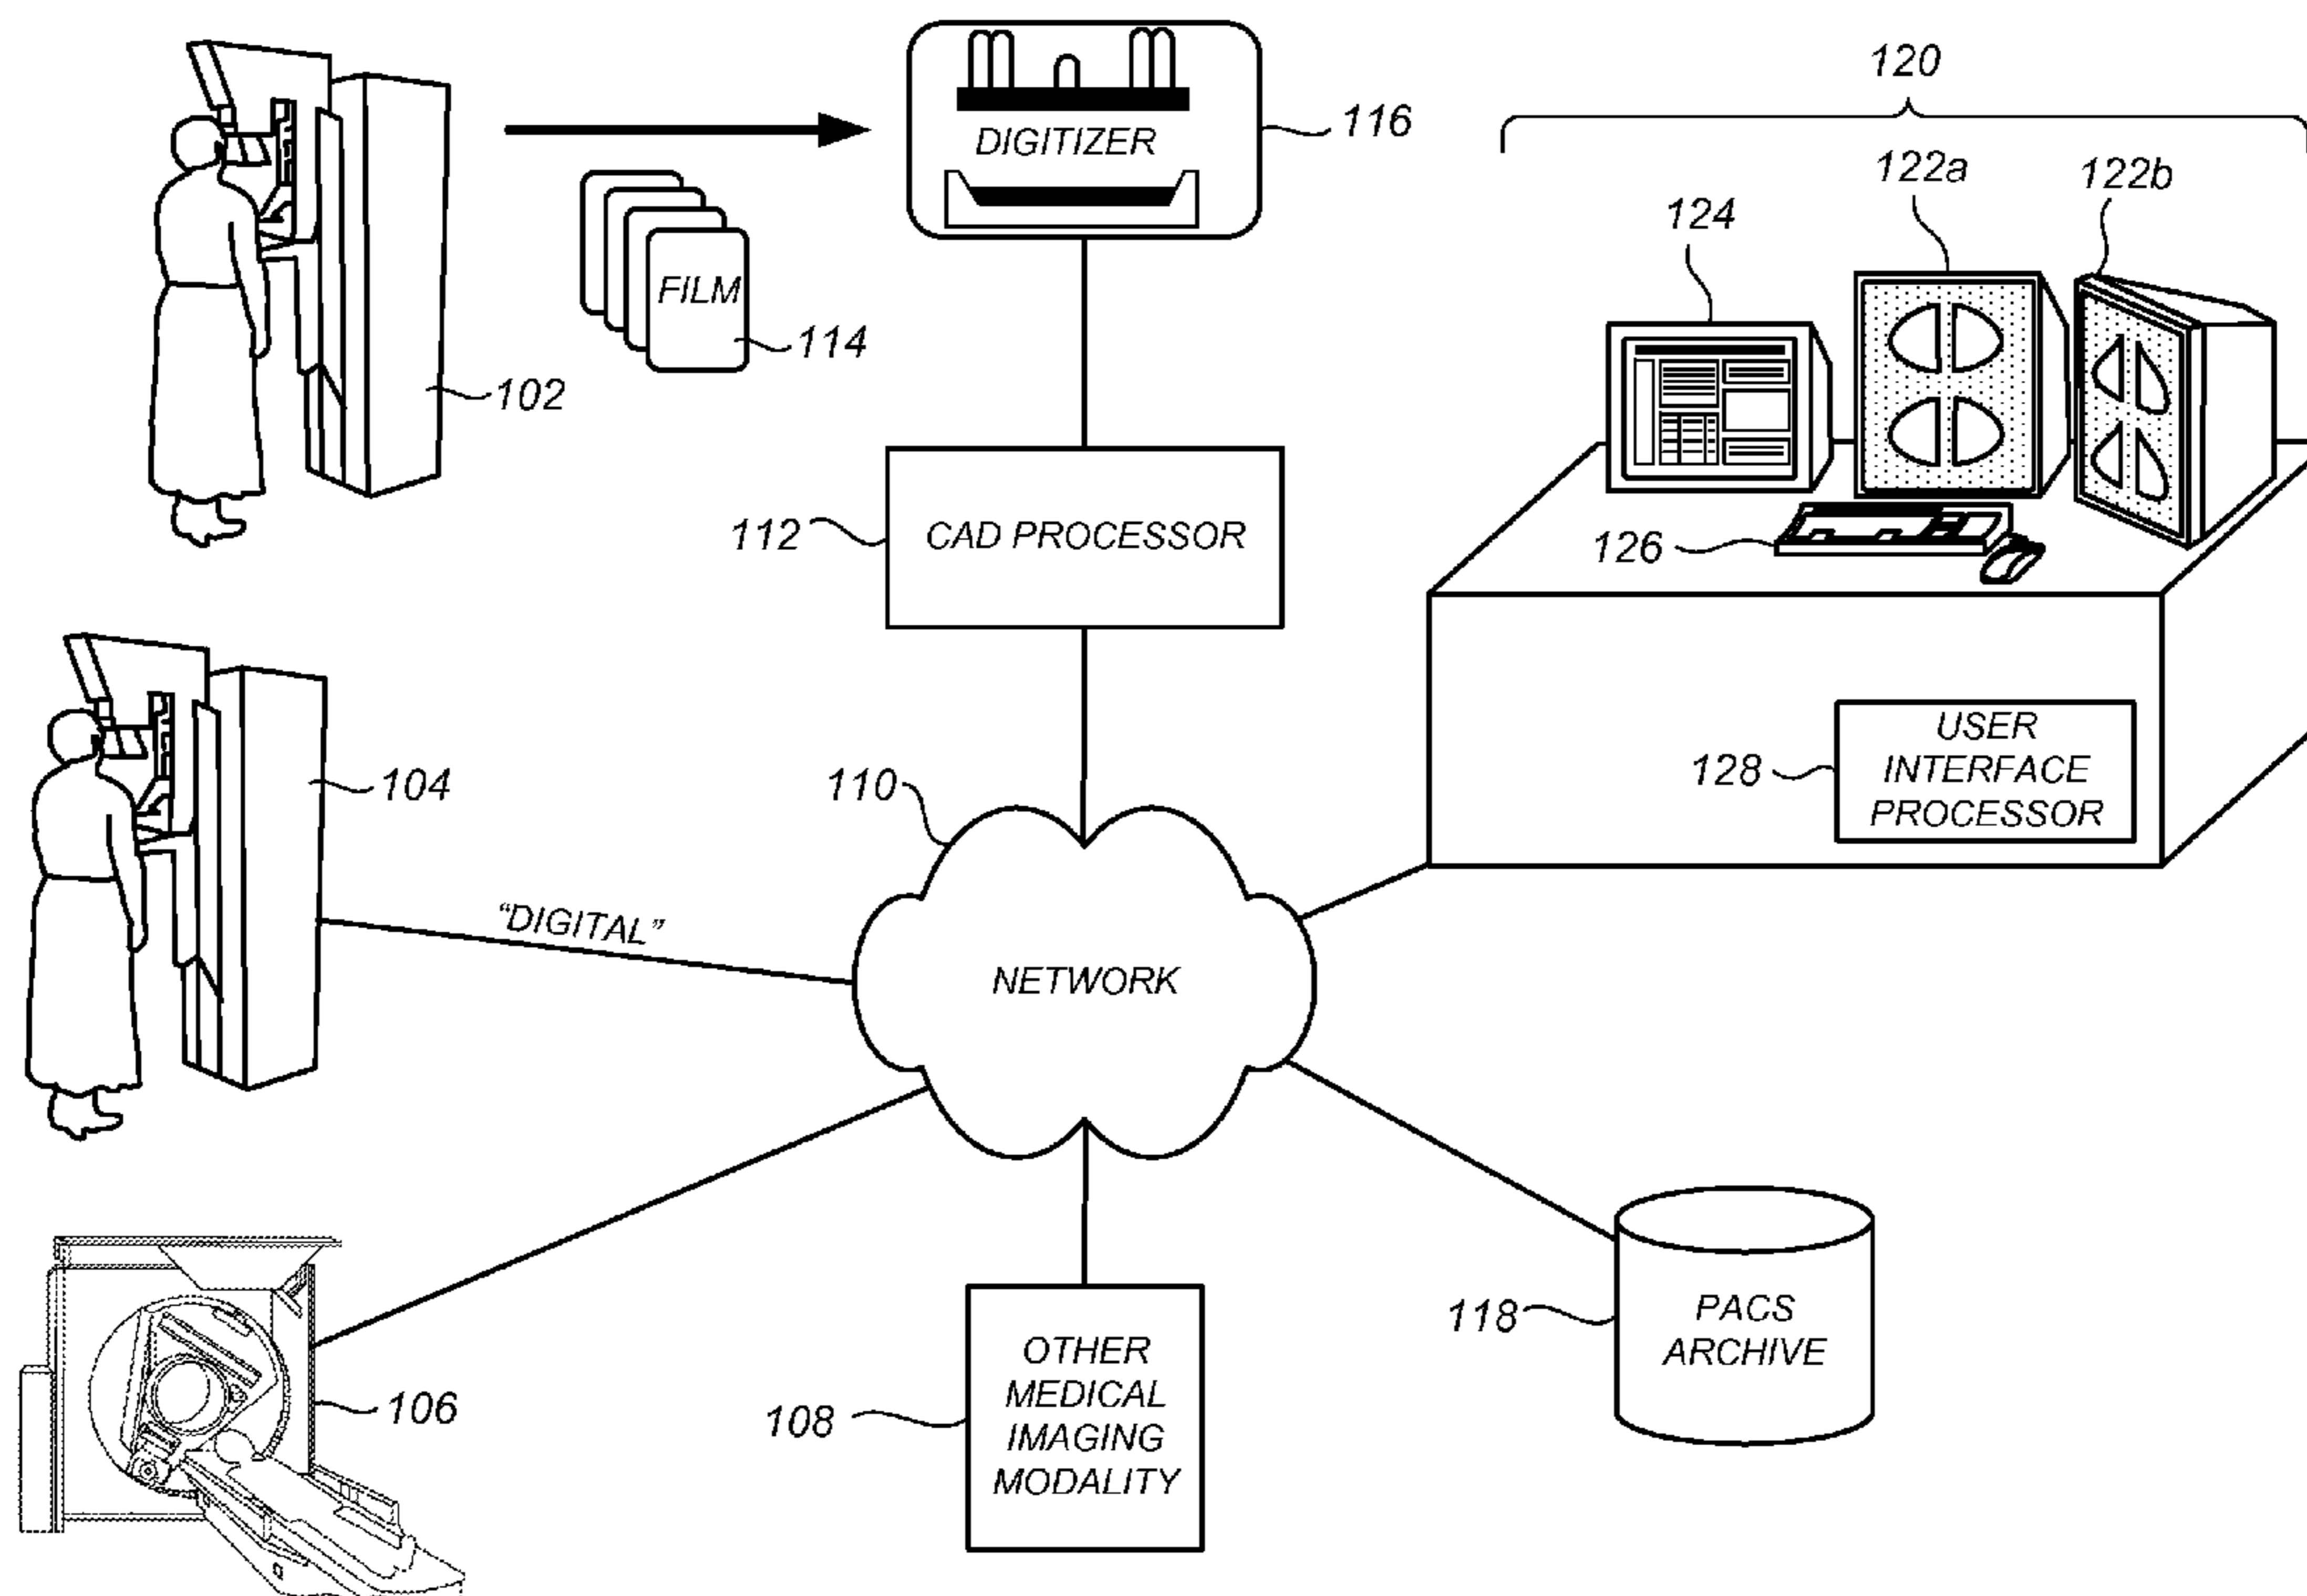 120
116
DIGITIZER
122a
122b
124
FILM
114
102
112
CAD PROCESSOR
126
USER
INTERFACE
PROCESSOR
128
104
110
"DIGITAL"
NETWORK
118
PACS
ARCHIVE
OTHER
MEDICAL
IMAGING
MODALITY
108
106